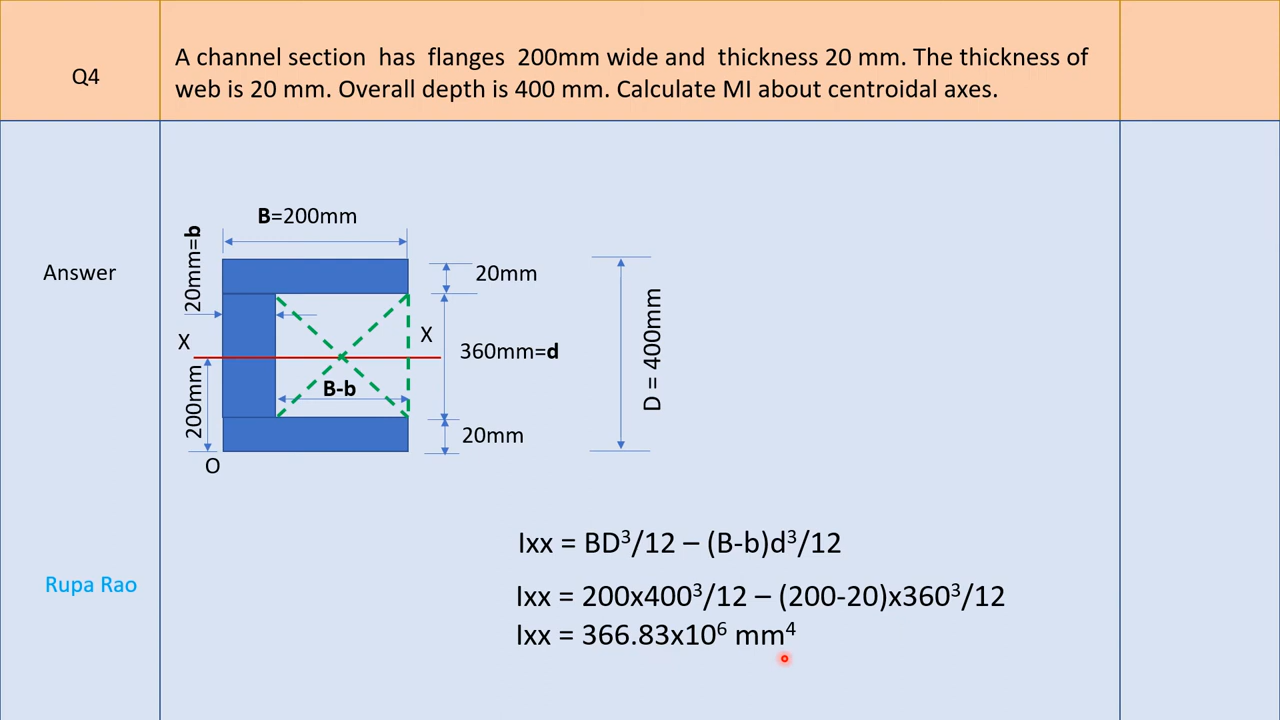 Q4
A channel section has flanges 200mm wide and thickness 20 mm. The thickness of
web is 20 mm. Overall depth is 400 mm. Calculate MI about centroidal axes.
Answer
B=200mm
20mm=b
20mm
X
X
360mm=d
D = 400mm
B-b
200mm
20mm
O
Ixx = BD³/12 – (B-b)d³/12
Rupa Rao
Ixx = 200x400³/12 – (200-20)x360³/12
Ixx = 366.83x10⁶ mm⁴